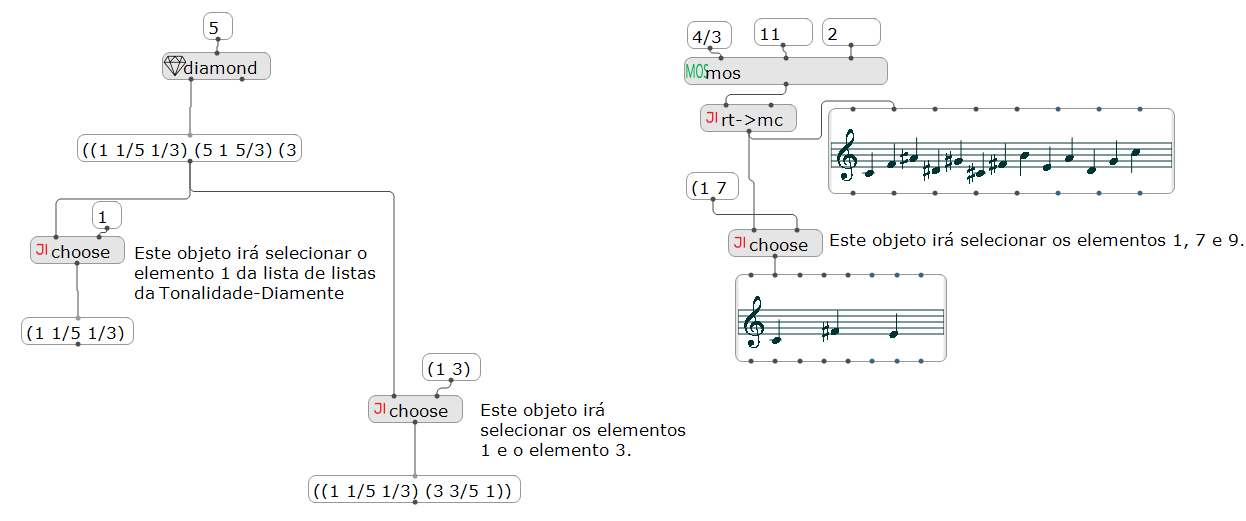 5
diamond
((1 1/5 1/3) (5 1 5/3) (3
1
JI choose
Este objeto irá selecionar o
elemento 1 da lista de listas
da Tonalidade-Diamente
(1 1/5 1/3)
(1 3)
JI choose
Este objeto irá
selecionar os elementos
1 e o elemento 3.
((1 1/5 1/3) (3 3/5 1))
4/3
11
2
MOS mos
JI rt->mc
(1 7
JI choose
Este objeto irá selecionar os elementos 1, 7 e 9.